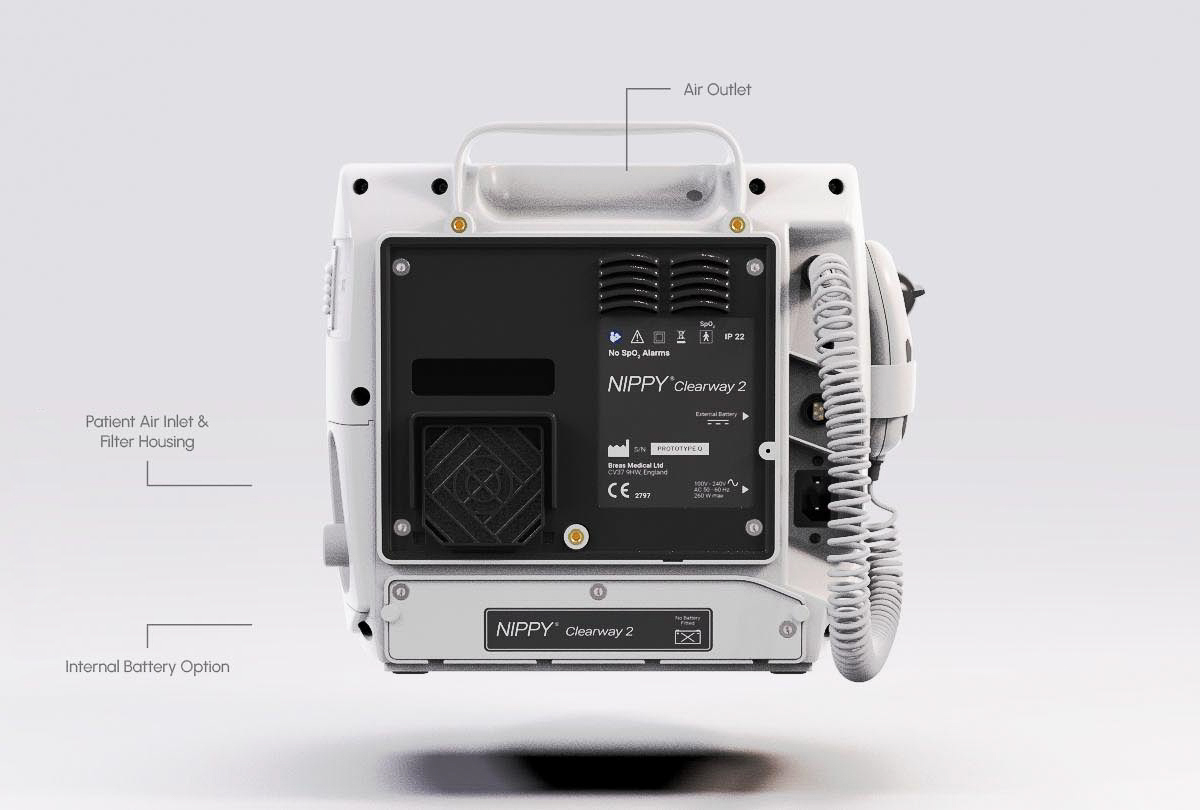 Air Outlet
SpO₂
IP 22
No SpO₂ Alarms
NIPPY® Clearway 2
External Battery
Patient Air Inlet &
Filter Housing
S/N PROTOTYPE 0
Breas Medical Ltd
CV37 9HW, England
CE 2797
100V - 240V
AC 50 - 60 Hz
260 W max
Internal Battery Option
NIPPY® Clearway 2
No Battery
Fitted